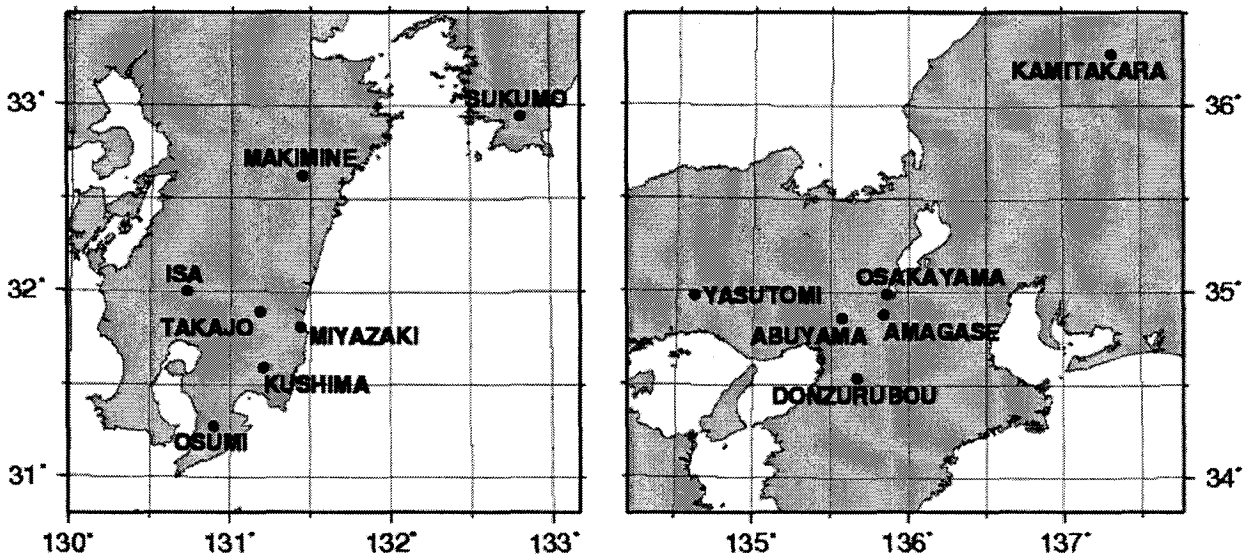 33°
32°
31°
130°
131°
132°
133°
SUKUMO
MAKIMINE
ISA
TAKAJO
MIYAZAKI
KUSHIMA
OSUMI
KAMITAKARA
OSAKAYAMA
YASUTOMI
ABUYAMA
AMAGASE
DONZURUBOU
36°
35°
34°
135°
136°
137°